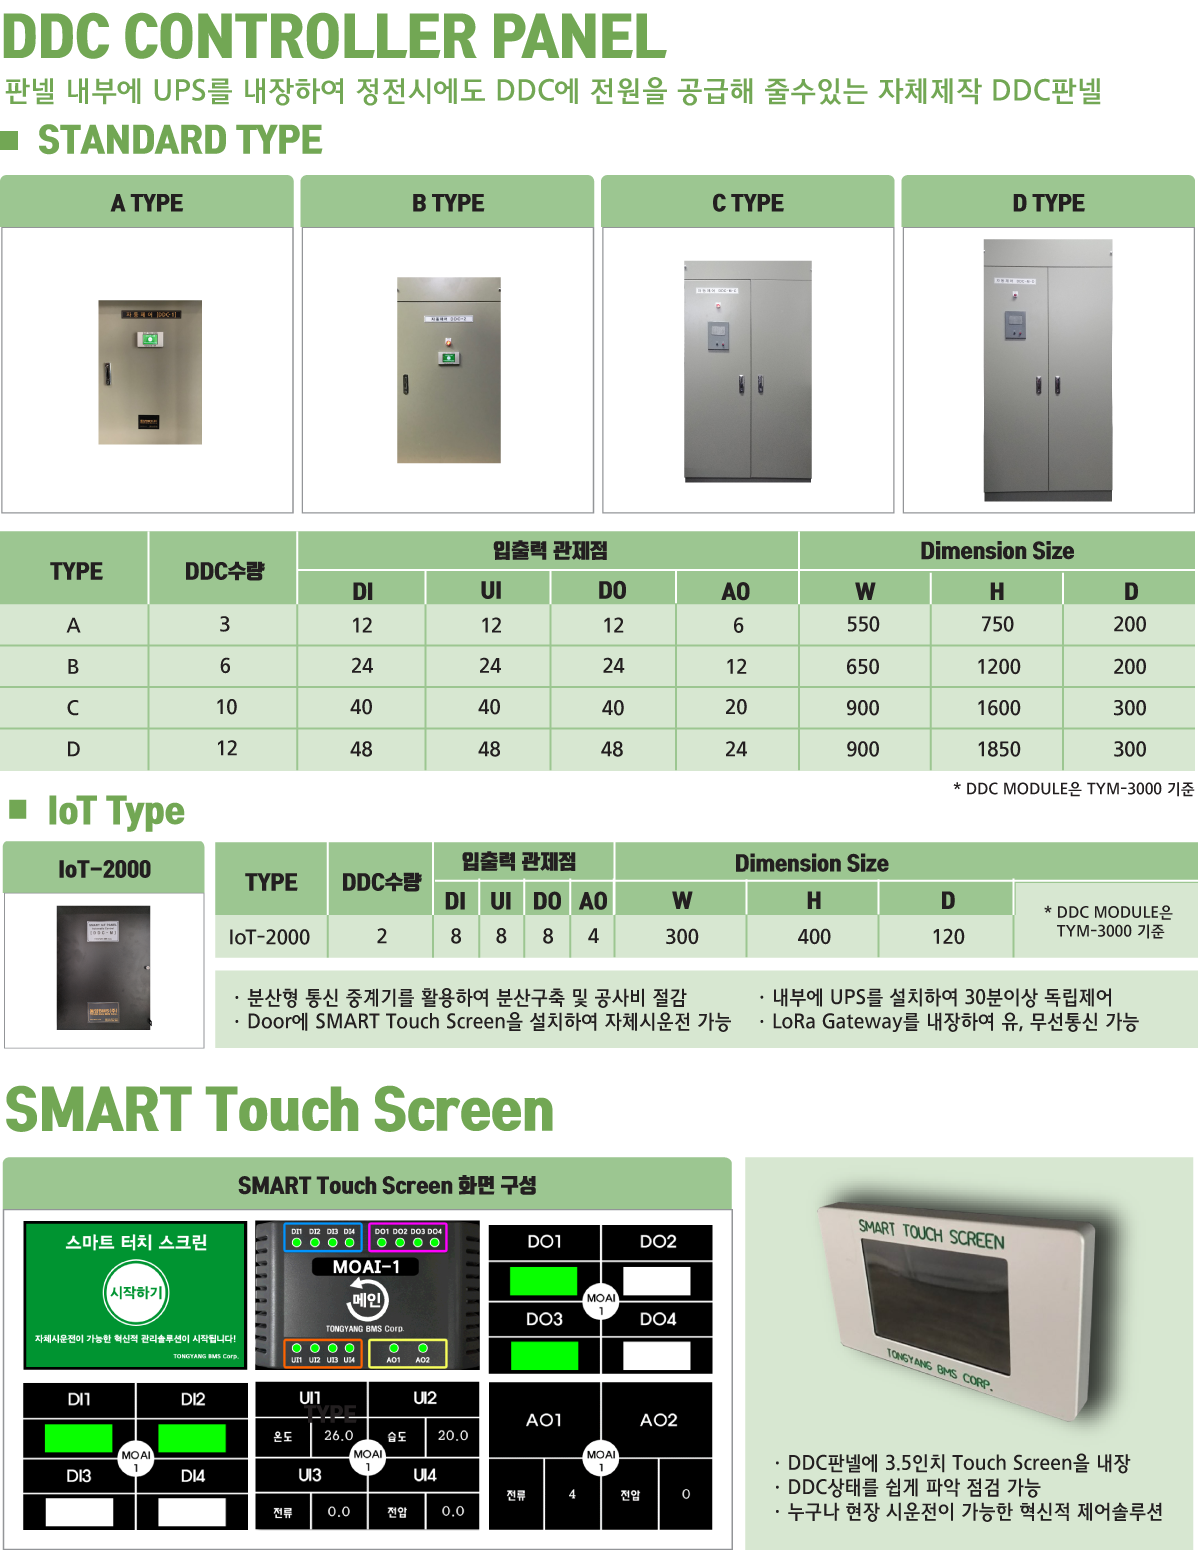 DDC CONTROLLER PANEL
판넬 내부에 UPS를 내장하여 정전시에도 DDC에 전원을 공급해 줄수있는 자체제작 DDC판넬
■ STANDARD TYPE
A TYPE B TYPE C TYPE D TYPE
TYPE DDC수량 입출력 관제점 Dimension Size
DI UI DO AO W H D
A 3 12 12 12 6 550 750 200
B 6 24 24 24 12 650 1200 200
C 10 40 40 40 20 900 1600 300
D 12 48 48 48 24 900 1850 300
* DDC MODULE은 TYM-3000 기준
■ IoT Type
IoT-2000
TYPE DDC수량 입출력 관제점 Dimension Size
DI UI DO AO W H D
IoT-2000 2 8 8 8 4 300 400 120
* DDC MODULE은
TYM-3000 기준
· 분산형 통신 중계기를 활용하여 분산구축 및 공사비 절감
· Door에 SMART Touch Screen을 설치하여 자체시운전 가능
· 내부에 UPS를 설치하여 30분이상 독립제어
· LoRa Gateway를 내장하여 유, 무선통신 가능
SMART Touch Screen
SMART Touch Screen 화면 구성
스마트 터치 스크린
시작하기
자체시운전이 가능한 혁신적 관리솔루션이 시작됩니다!
TONGYANG BMS Corp.
DI1 DI2 DI3 DI4 DO1 DO2 DO3 DO4
MOAI-1
메인
TONGYANG BMS Corp.
UI1 UI2 UI3 UI4 AO1 AO2
DO1 DO2
MOAI
1
DO3 DO4
DI1 DI2
MOAI
1
DI3 DI4
UI1 UI2
TYPE
온도 26.0 습도 20.0
MOAI
1
UI3 UI4
전류 0.0 전압 0.0
AO1 AO2
MOAI
1
전류 4 전압 0
SMART TOUCH SCREEN
TONGYANG BMS CORP.
· DDC판넬에 3.5인치 Touch Screen을 내장
· DDC상태를 쉽게 파악 점검 가능
· 누구나 현장 시운전이 가능한 혁신적 제어솔루션